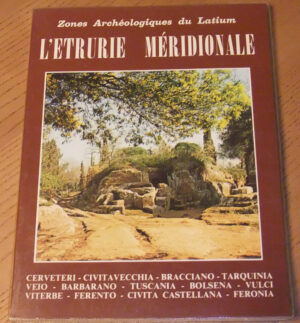 Zones Archéologiques du Latium
L'ETRURIE MÉRIDIONALE
CERVETERI - CIVITAVECCHIA - BRACCIANO - TARQUINIA
VEIO - BARBARANO - TUSCANIA - BOLSENA - VULCI
VITERBE - FERENTO - CIVITA CASTELLANA - FERONIA